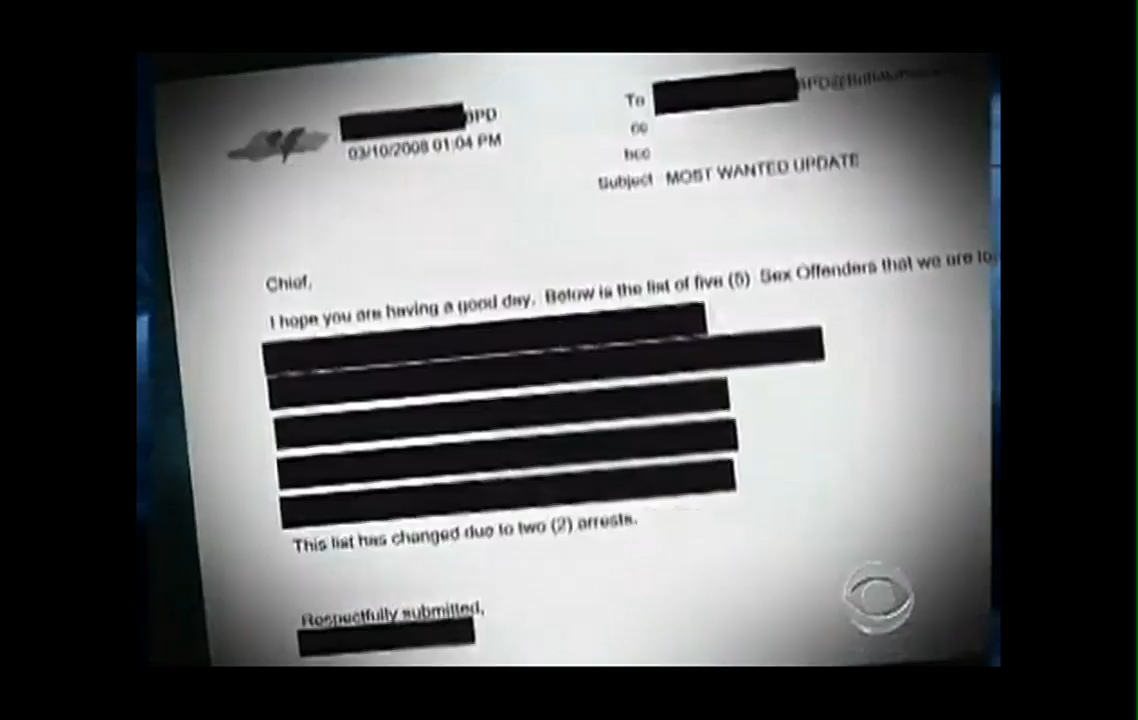 BPD
03/10/2008 01:04 PM
To
cc
bcc
Subject MOST WANTED UPDATE
Chief,
I hope you are having a good day. Below is the list of five (5) Sex Offenders that we are lo
This list has changed due to two (2) arrests.
Respectfully submitted,